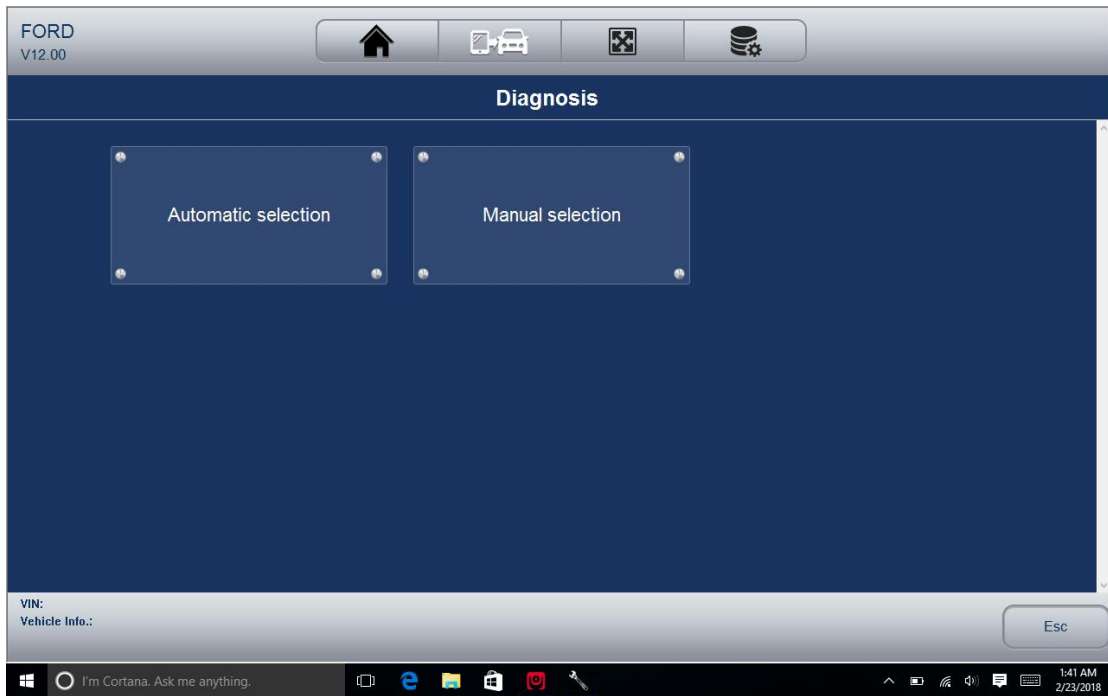 FORD
V12.00
Diagnosis
Automatic selection
Manual selection
VIN:
Vehicle Info.:
Esc
I'm Cortana. Ask me anything.
1:41 AM
2/23/2018